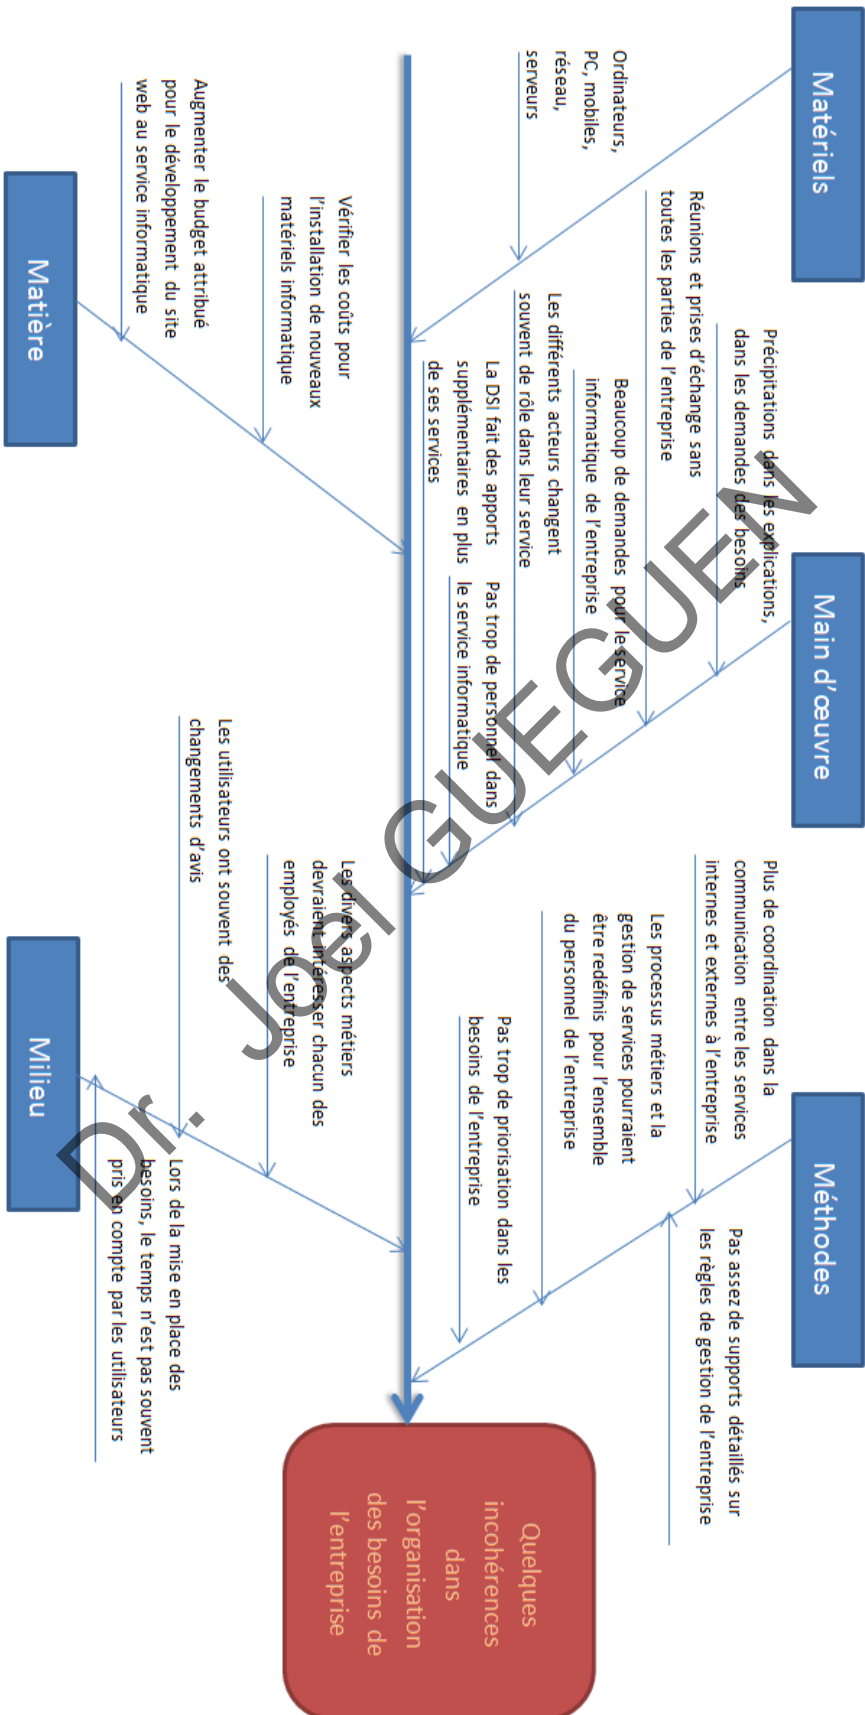 Matériels
Ordinateurs,
PC, mobiles,
réseau,
serveurs
Main d'œuvre
Précipitations dans les explications,
dans les demandes des besoins
Réunions et prises d'échange sans
toutes les parties de l'entreprise
Beaucoup de demandes pour le service
informatique de l'entreprise
Les différents acteurs changent
souvent de rôle dans leur service
La DSI fait des apports
supplémentaires en plus
de ses services
Pas trop de personnel dans
le service informatique
Méthodes
Plus de coordination dans la
communication entre les services
internes et externes à l'entreprise
Pas assez de supports détaillés sur
les règles de gestion de l'entreprise
Les processus métiers et la
gestion de services pourraient
être redéfinis pour l'ensemble
du personnel de l'entreprise
Pas trop de priorisation dans les
besoins de l'entreprise
Quelques
incohérences
dans
l'organisation
des besoins de
l'entreprise
Vérifier les coûts pour
l'installation de nouveaux
matériels informatique
Augmenter le budget attribué
pour le développement du site
web au service informatique
Matière
Les divers aspects métiers
devraient intéresser chacun des
employés de l'entreprise
Les utilisateurs ont souvent des
changements d'avis
Lors de la mise en place des
besoins, le temps n'est pas souvent
pris en compte par les utilisateurs
Milieu
Dr. Joel GUEGUEN